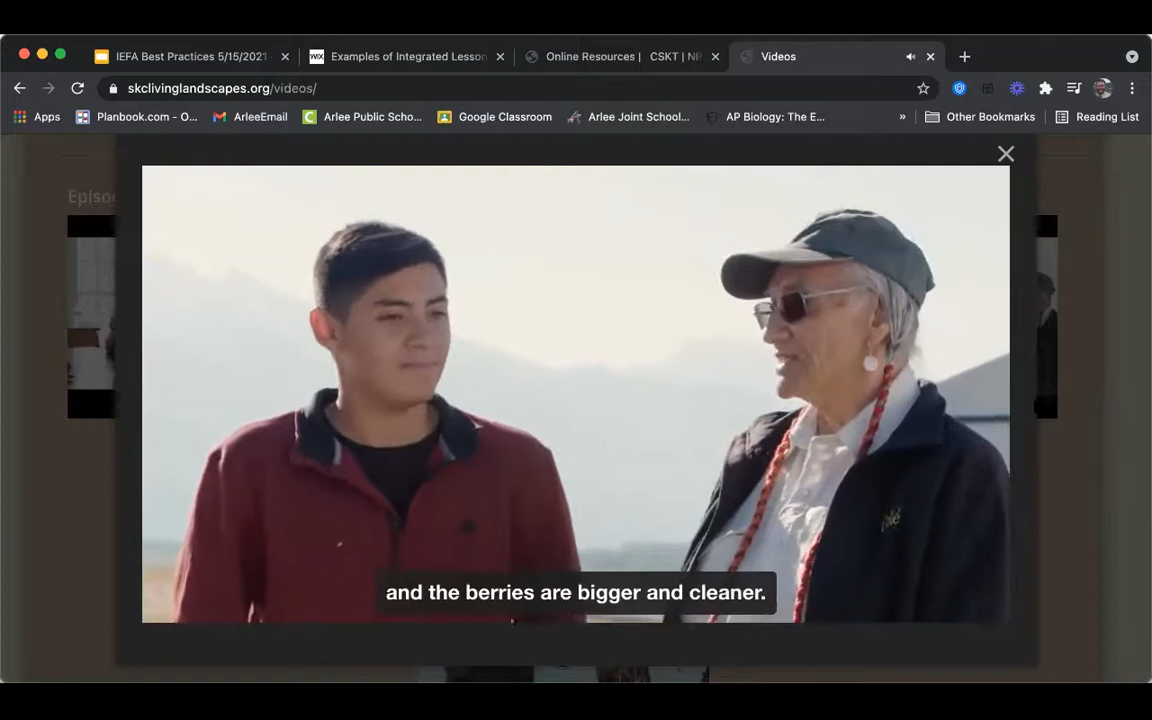 IEFA Best Practices 5/15/2021
Examples of Integrated Lesson
Online Resources | CSKT | NR
Videos
skclivinglandscapes.org/videos/
Apps
Planbook.com - O...
ArleeEmail
Arlee Public Scho...
Google Classroom
Arlee Joint School...
AP Biology: The E...
»
Other Bookmarks
Reading List
Episo
and the berries are bigger and cleaner.